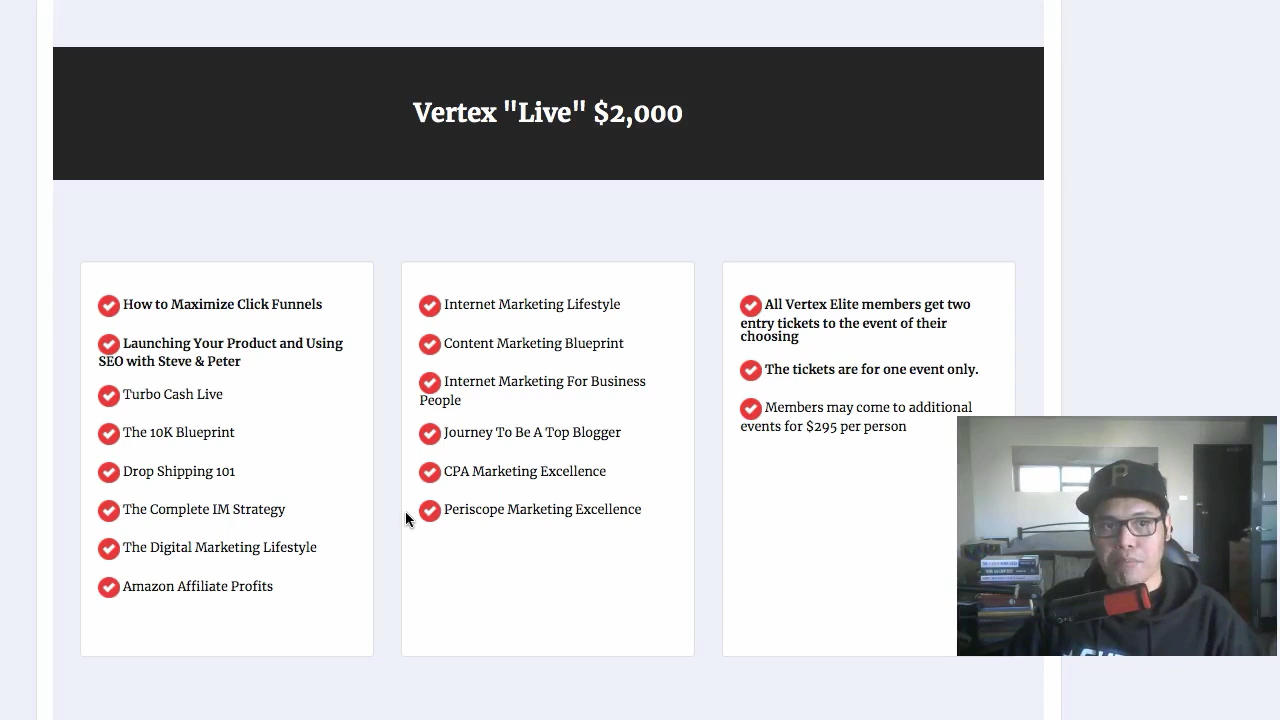 Vertex "Live" $2,000
How to Maximize Click Funnels
Launching Your Product and Using
SEO with Steve & Peter
Turbo Cash Live
The 10K Blueprint
Drop Shipping 101
The Complete IM Strategy
The Digital Marketing Lifestyle
Amazon Affiliate Profits
Internet Marketing Lifestyle
Content Marketing Blueprint
Internet Marketing For Business
People
Journey To Be A Top Blogger
CPA Marketing Excellence
Periscope Marketing Excellence
All Vertex Elite members get two
entry tickets to the event of their
choosing
The tickets are for one event only.
Members may come to additional
events for $295 per person
P